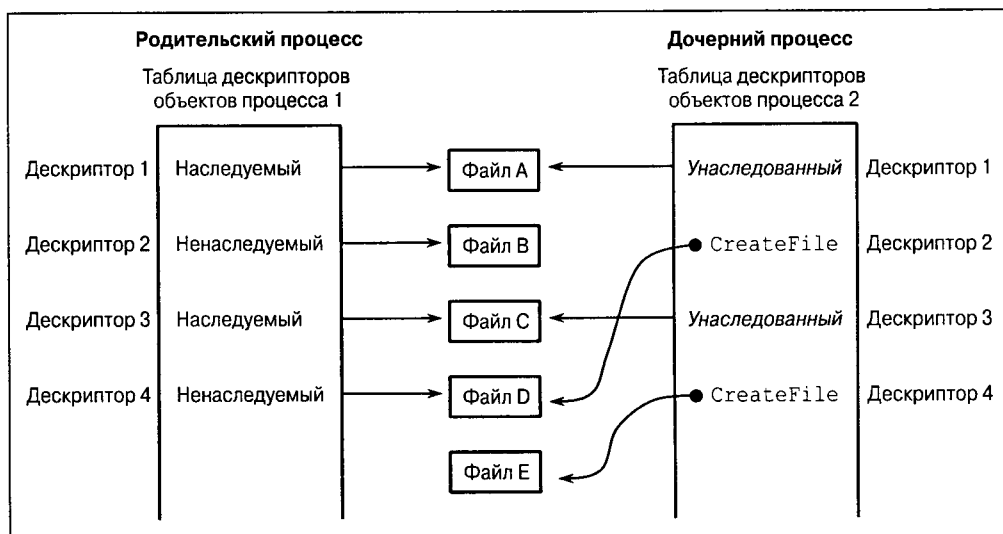 Родительский процесс
Дочерний процесс
Таблица дескрипторов
объектов процесса 1
Таблица дескрипторов
объектов процесса 2
Дескриптор 1 Наследуемый Файл A Унаследованный Дескриптор 1
Дескриптор 2 Ненаследуемый Файл B CreateFile Дескриптор 2
Дескриптор 3 Наследуемый Файл C Унаследованный Дескриптор 3
Дескриптор 4 Ненаследуемый Файл D CreateFile Дескриптор 4
Файл E